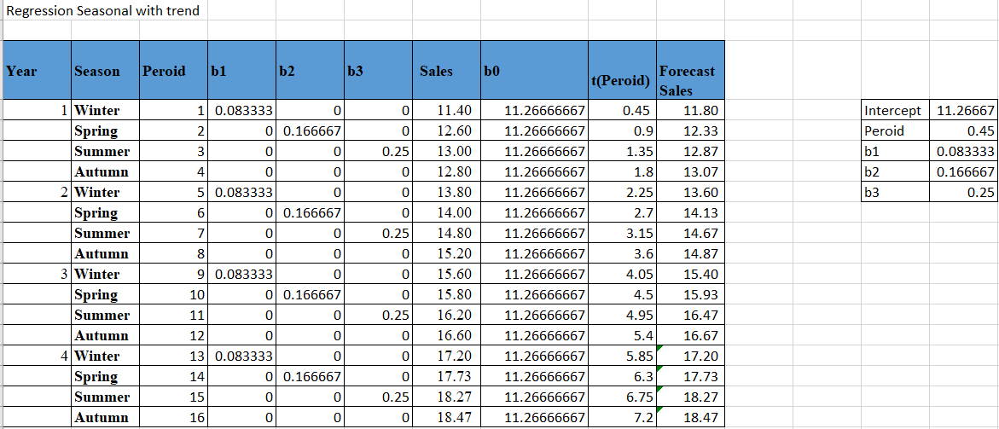 Regression Seasonal with trend
Year Season Peroid b1 b2 b3 Sales b0 t(Peroid) Forecast Sales
1 Winter 1 0.083333 0 0 11.40 11.26666667 0.45 11.80 Intercept 11.26667
Spring 2 0 0.166667 0 12.60 11.26666667 0.9 12.33 Peroid 0.45
Summer 3 0 0 0.25 13.00 11.26666667 1.35 12.87 b1 0.083333
Autumn 4 0 0 0 12.80 11.26666667 1.8 13.07 b2 0.166667
2 Winter 5 0.083333 0 0 13.80 11.26666667 2.25 13.60 b3 0.25
Spring 6 0 0.166667 0 14.00 11.26666667 2.7 14.13
Summer 7 0 0 0.25 14.80 11.26666667 3.15 14.67
Autumn 8 0 0 0 15.20 11.26666667 3.6 14.87
3 Winter 9 0.083333 0 0 15.60 11.26666667 4.05 15.40
Spring 10 0 0.166667 0 15.80 11.26666667 4.5 15.93
Summer 11 0 0 0.25 16.20 11.26666667 4.95 16.47
Autumn 12 0 0 0 16.60 11.26666667 5.4 16.67
4 Winter 13 0.083333 0 0 17.20 11.26666667 5.85 17.20
Spring 14 0 0.166667 0 17.73 11.26666667 6.3 17.73
Summer 15 0 0 0.25 18.27 11.26666667 6.75 18.27
Autumn 16 0 0 0 18.47 11.26666667 7.2 18.47